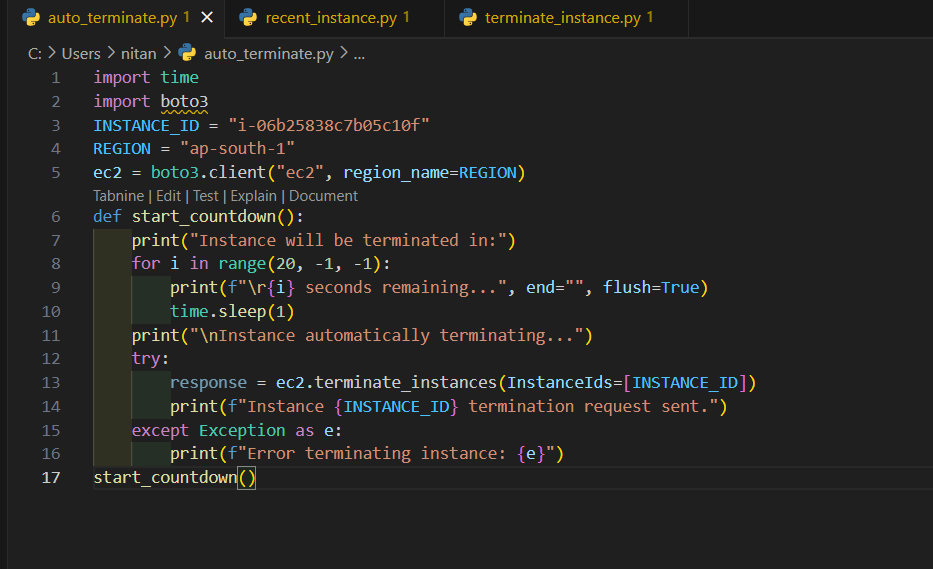 auto_terminate.py 1 × recent_instance.py 1 terminate_instance.py 1
C: > Users > nitan > auto_terminate.py > ...
1 import time
2 import boto3
3 INSTANCE_ID = "i-06b25838c7b05c10f"
4 REGION = "ap-south-1"
5 ec2 = boto3.client("ec2", region_name=REGION)
Tabnine | Edit | Test | Explain | Document
6 def start_countdown():
7     print("Instance will be terminated in:")
8     for i in range(20, -1, -1):
9         print(f"\r{i} seconds remaining...", end="", flush=True)
10         time.sleep(1)
11     print("\nInstance automatically terminating...")
12     try:
13         response = ec2.terminate_instances(InstanceIds=[INSTANCE_ID])
14         print(f"Instance {INSTANCE_ID} termination request sent.")
15     except Exception as e:
16         print(f"Error terminating instance: {e}")
17 start_countdown()